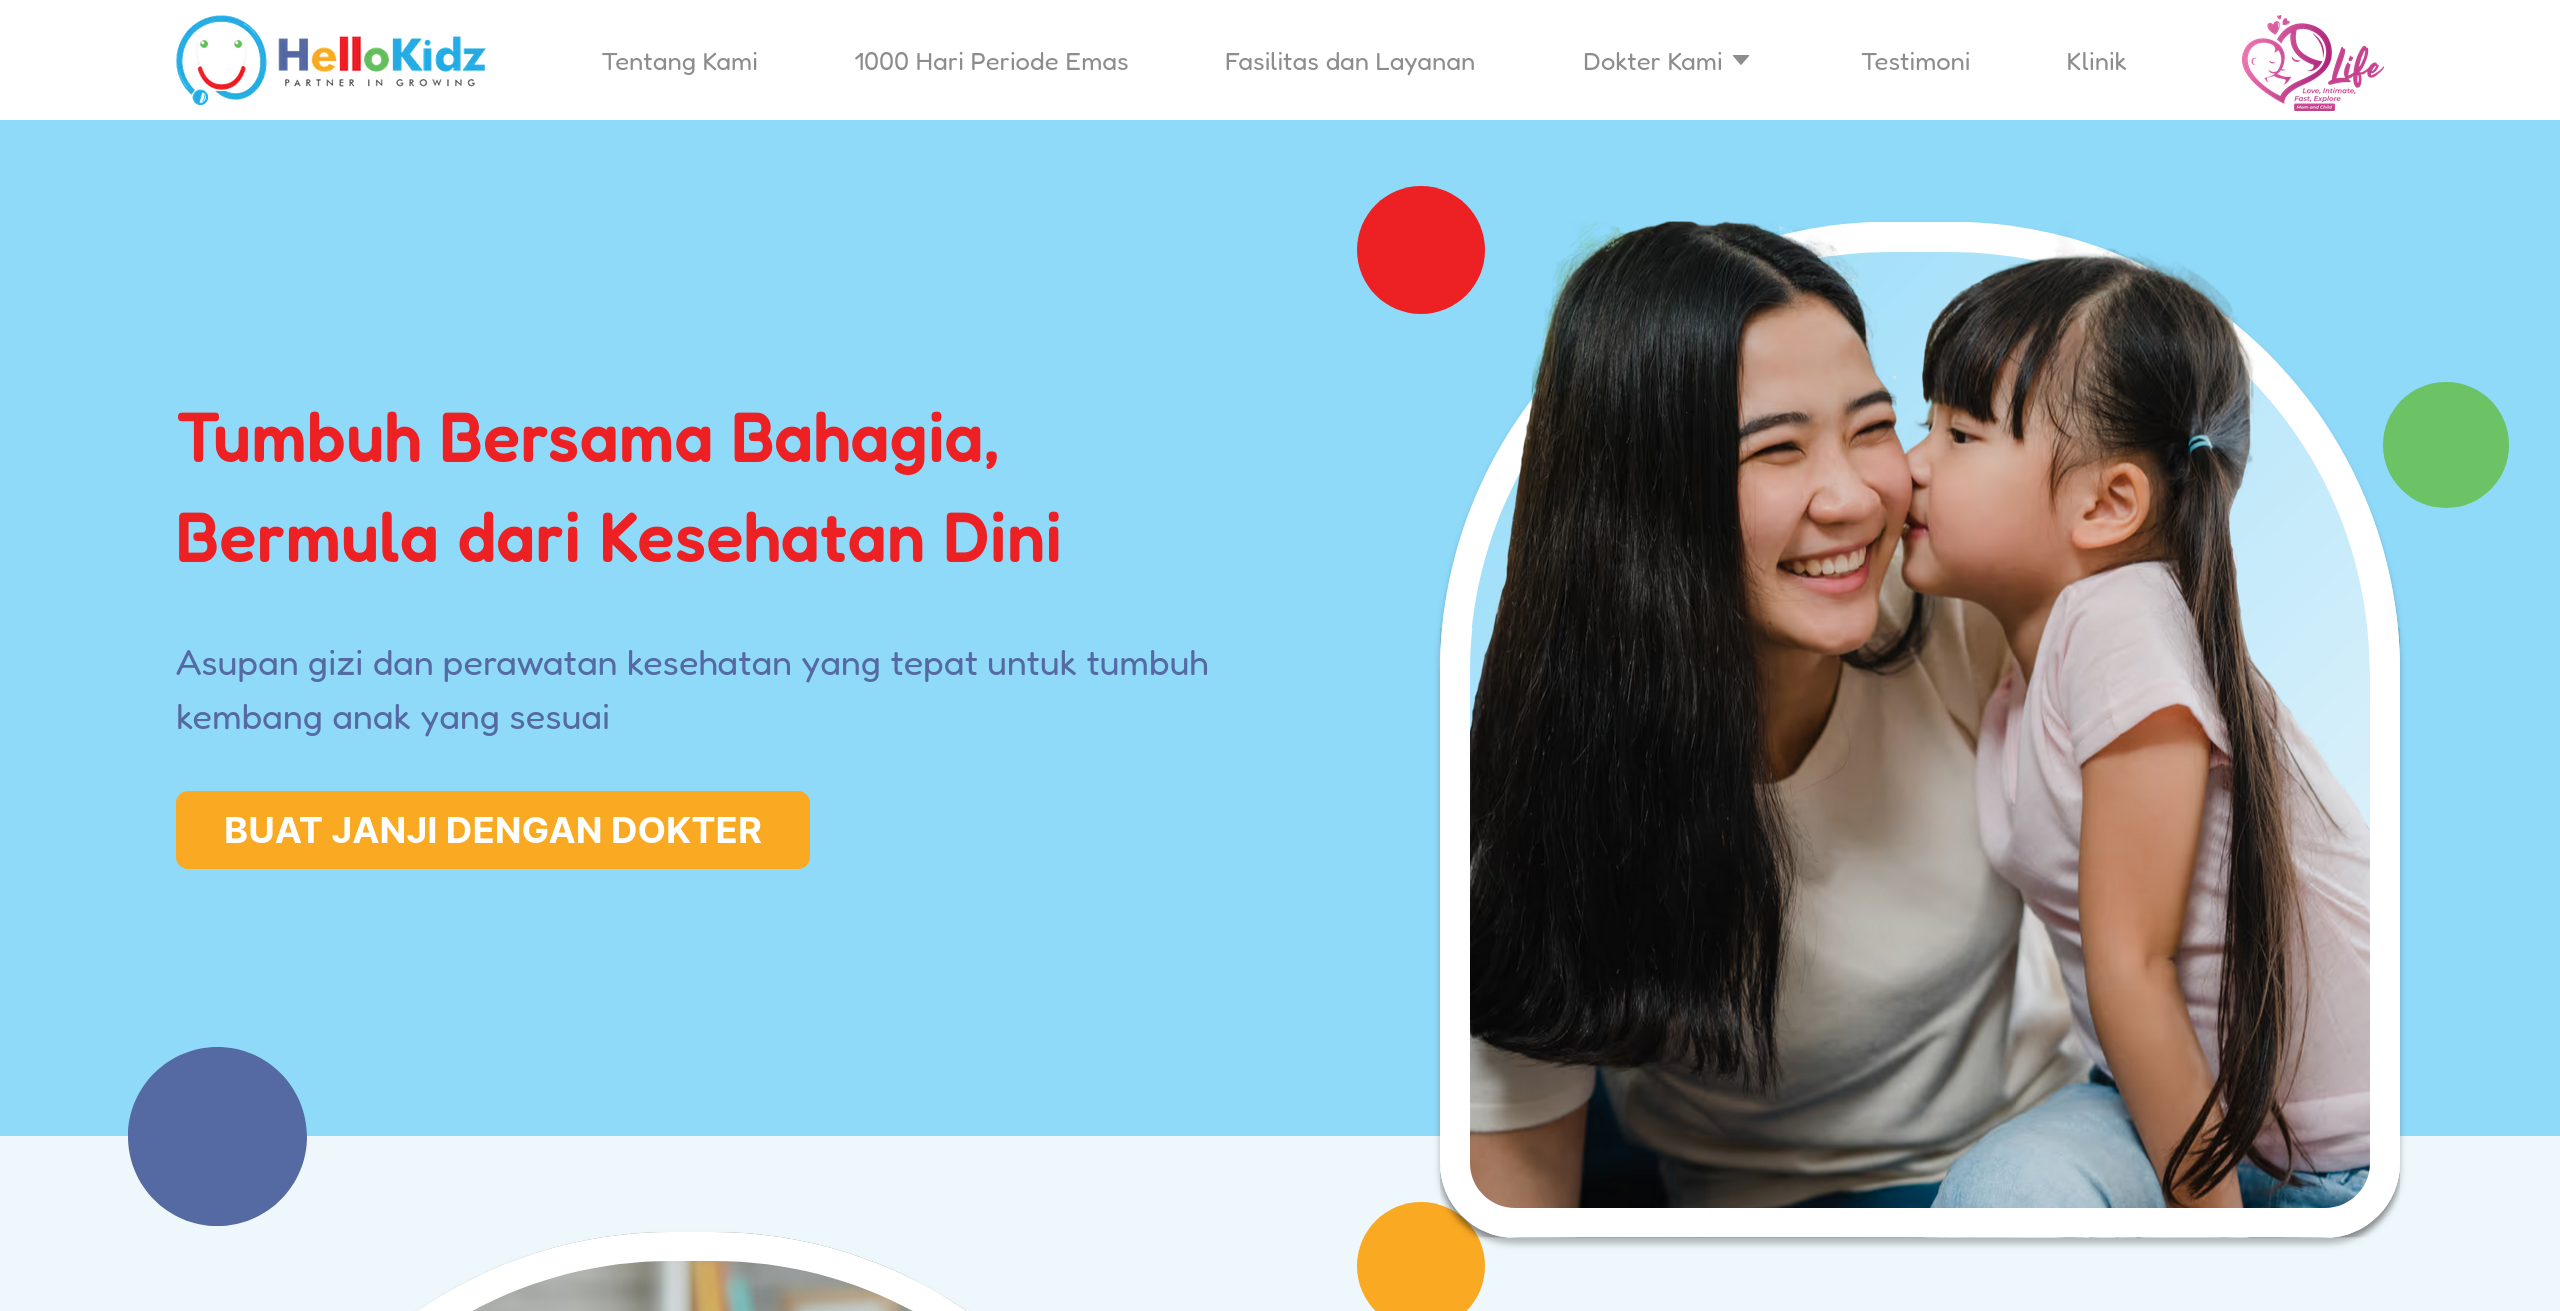 HelloKidz
PARTNER IN GROWING
Tentang Kami
1000 Hari Periode Emas
Fasilitas dan Layanan
Dokter Kami
Testimoni
Klinik
Life
Love, Intimate,
Fast, Explore
Mom and Child
Tumbuh Bersama Bahagia,
Bermula dari Kesehatan Dini
Asupan gizi dan perawatan kesehatan yang tepat untuk tumbuh
kembang anak yang sesuai
BUAT JANJI DENGAN DOKTER